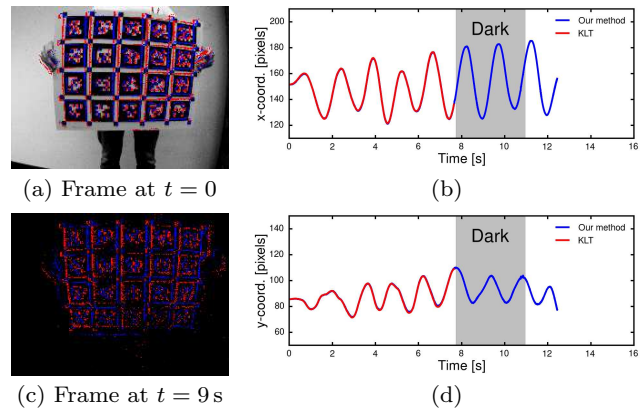 200
180
160
140
120
100
80
x-coord. [pixels]
Dark
Our method
KLT
0 2 4 6 8 10 12 14 16
Time [s]
(a) Frame at t = 0
(b)
140
120
100
80
60
y-coord. [pixels]
Dark
Our method
KLT
0 2 4 6 8 10 12 14 16
Time [s]
(c) Frame at t = 9 s
(d)